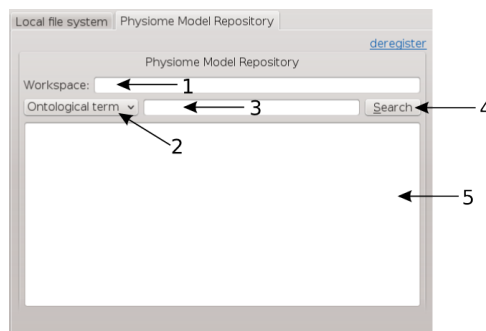 Local file system Physiome Model Repository
deregister
Physiome Model Repository
Workspace: 1
Ontological term 3 Search 4
2
5